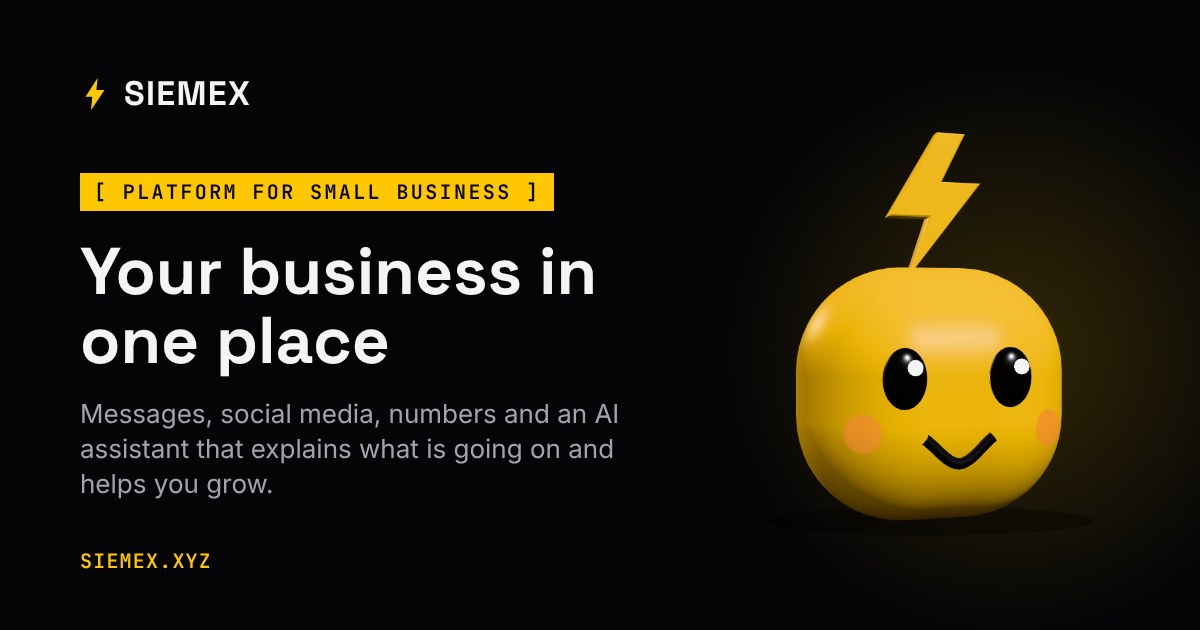 SIEMEX
[ PLATFORM FOR SMALL BUSINESS ]
Your business in
one place
Messages, social media, numbers and an AI
assistant that explains what is going on and
helps you grow.
SIEMEX.XYZ